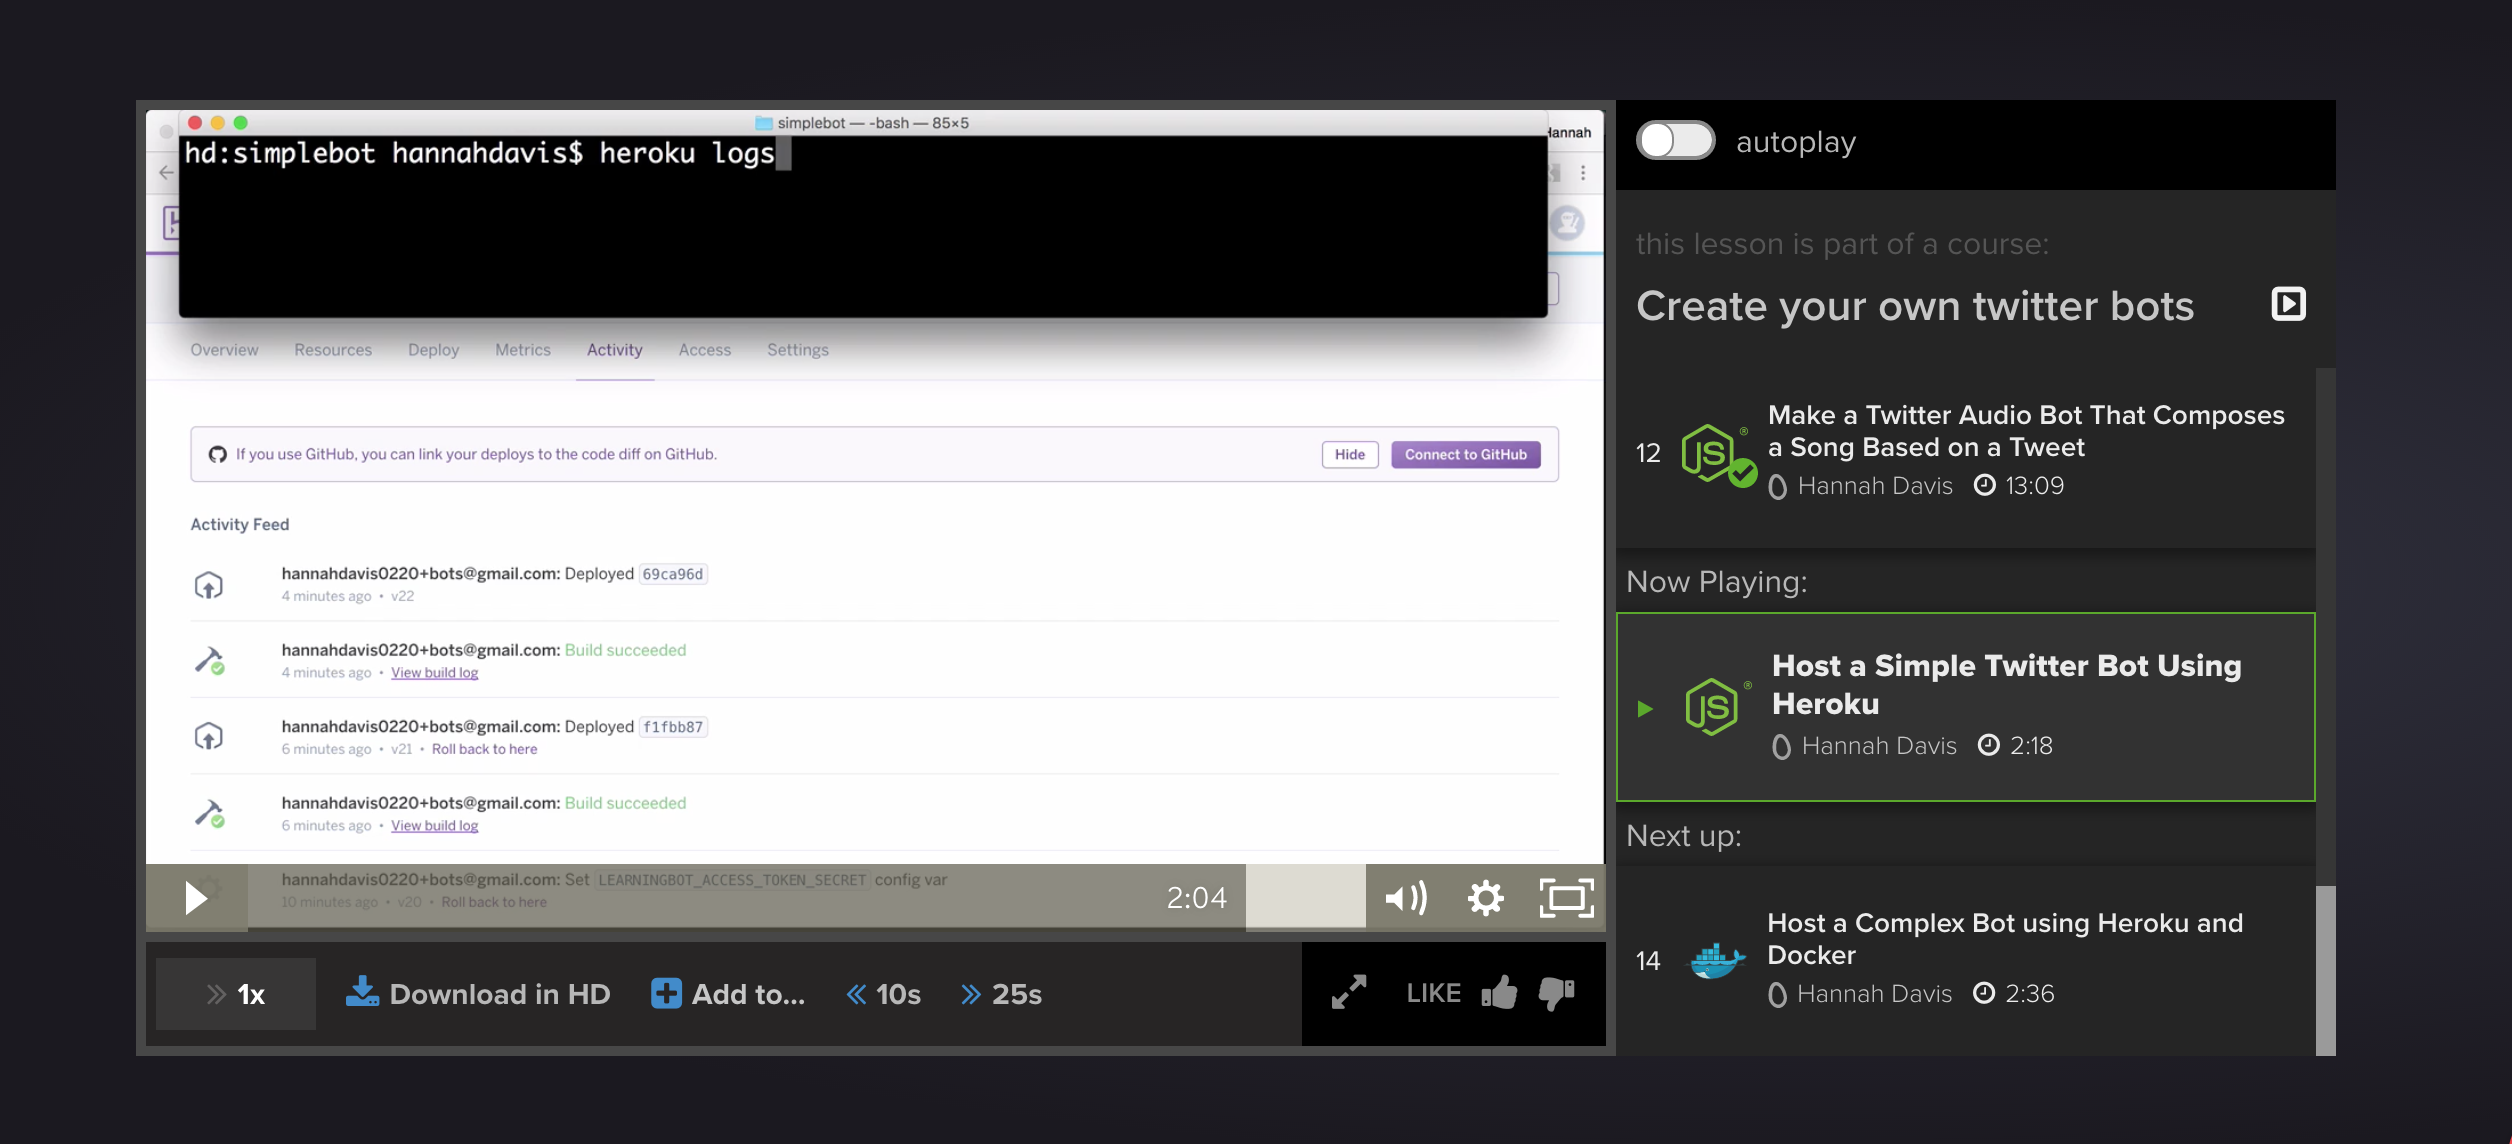 simplebot — -bash — 85×5
Hannah
hd:simplebot hannahdavis$ heroku logs
Overview Resources Deploy Metrics Activity Access Settings
If you use GitHub, you can link your deploys to the code diff on GitHub. Hide Connect to GitHub
Activity Feed
hannahdavis0220+bots@gmail.com: Deployed 69ca96d
4 minutes ago • v22
hannahdavis0220+bots@gmail.com: Build succeeded
4 minutes ago • View build log
hannahdavis0220+bots@gmail.com: Deployed f1fbb87
6 minutes ago • v21 • Roll back to here
hannahdavis0220+bots@gmail.com: Build succeeded
6 minutes ago • View build log
hannahdavis0220+bots@gmail.com: Set LEARNINGBOT_ACCESS_TOKEN_SECRET config var
10 minutes ago • v20 • Roll back to here
2:04
1x Download in HD Add to... 10s 25s LIKE
autoplay
this lesson is part of a course:
Create your own twitter bots
12
JS®
Make a Twitter Audio Bot That Composes
a Song Based on a Tweet
Hannah Davis 13:09
Now Playing:
JS®
Host a Simple Twitter Bot Using
Heroku
Hannah Davis 2:18
Next up:
14
Host a Complex Bot using Heroku and
Docker
Hannah Davis 2:36